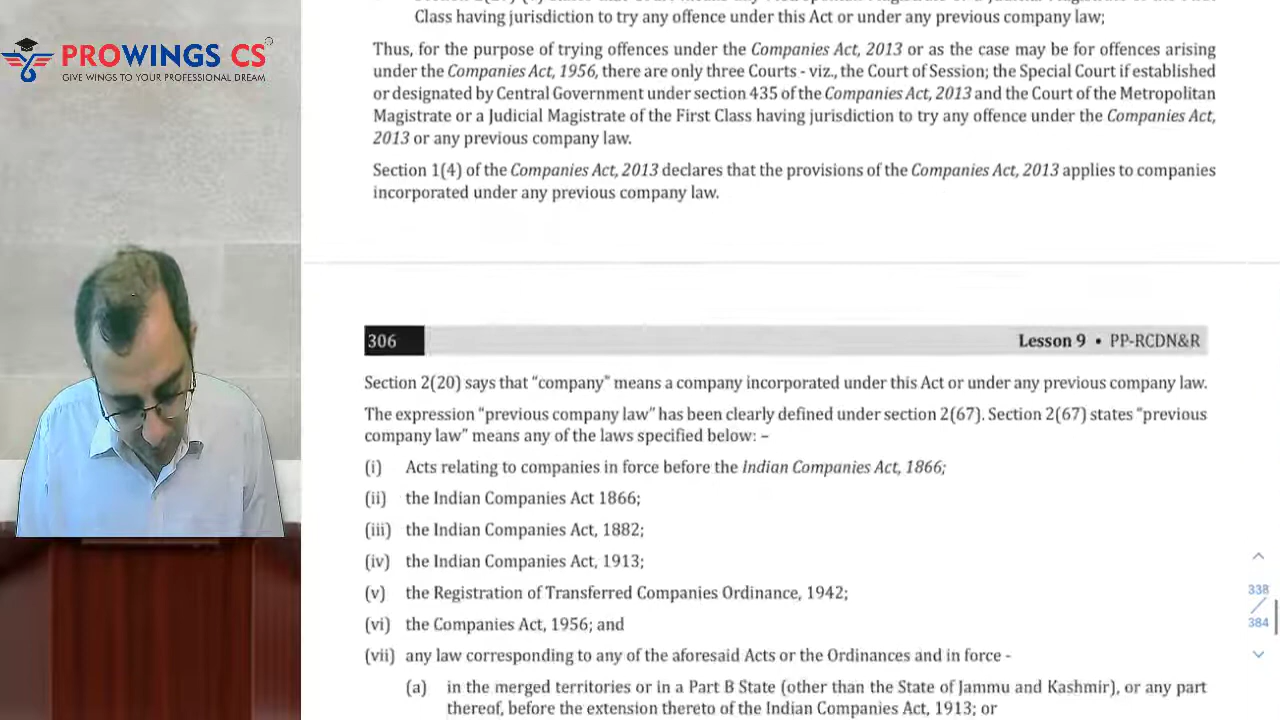 PROWINGS CS
GIVE WINGS TO YOUR PROFESSIONAL DREAM
Class having jurisdiction to try any offence under this Act or under any previous company law;
Thus, for the purpose of trying offences under the Companies Act, 2013 or as the case may be for offences arising
under the Companies Act, 1956, there are only three Courts - viz., the Court of Session; the Special Court if established
or designated by Central Government under section 435 of the Companies Act, 2013 and the Court of the Metropolitan
Magistrate or a Judicial Magistrate of the First Class having jurisdiction to try any offence under the Companies Act,
2013 or any previous company law.
Section 1(4) of the Companies Act, 2013 declares that the provisions of the Companies Act, 2013 applies to companies
incorporated under any previous company law.
306
Lesson 9 • PP-RCDN&R
Section 2(20) says that “company” means a company incorporated under this Act or under any previous company law.
The expression “previous company law” has been clearly defined under section 2(67). Section 2(67) states “previous
company law” means any of the laws specified below: –
(i) Acts relating to companies in force before the Indian Companies Act, 1866;
(ii) the Indian Companies Act 1866;
(iii) the Indian Companies Act, 1882;
(iv) the Indian Companies Act, 1913;
(v) the Registration of Transferred Companies Ordinance, 1942;
(vi) the Companies Act, 1956; and
(vii) any law corresponding to any of the aforesaid Acts or the Ordinances and in force -
(a) in the merged territories or in a Part B State (other than the State of Jammu and Kashmir), or any part
thereof, before the extension thereto of the Indian Companies Act, 1913; or
338
384